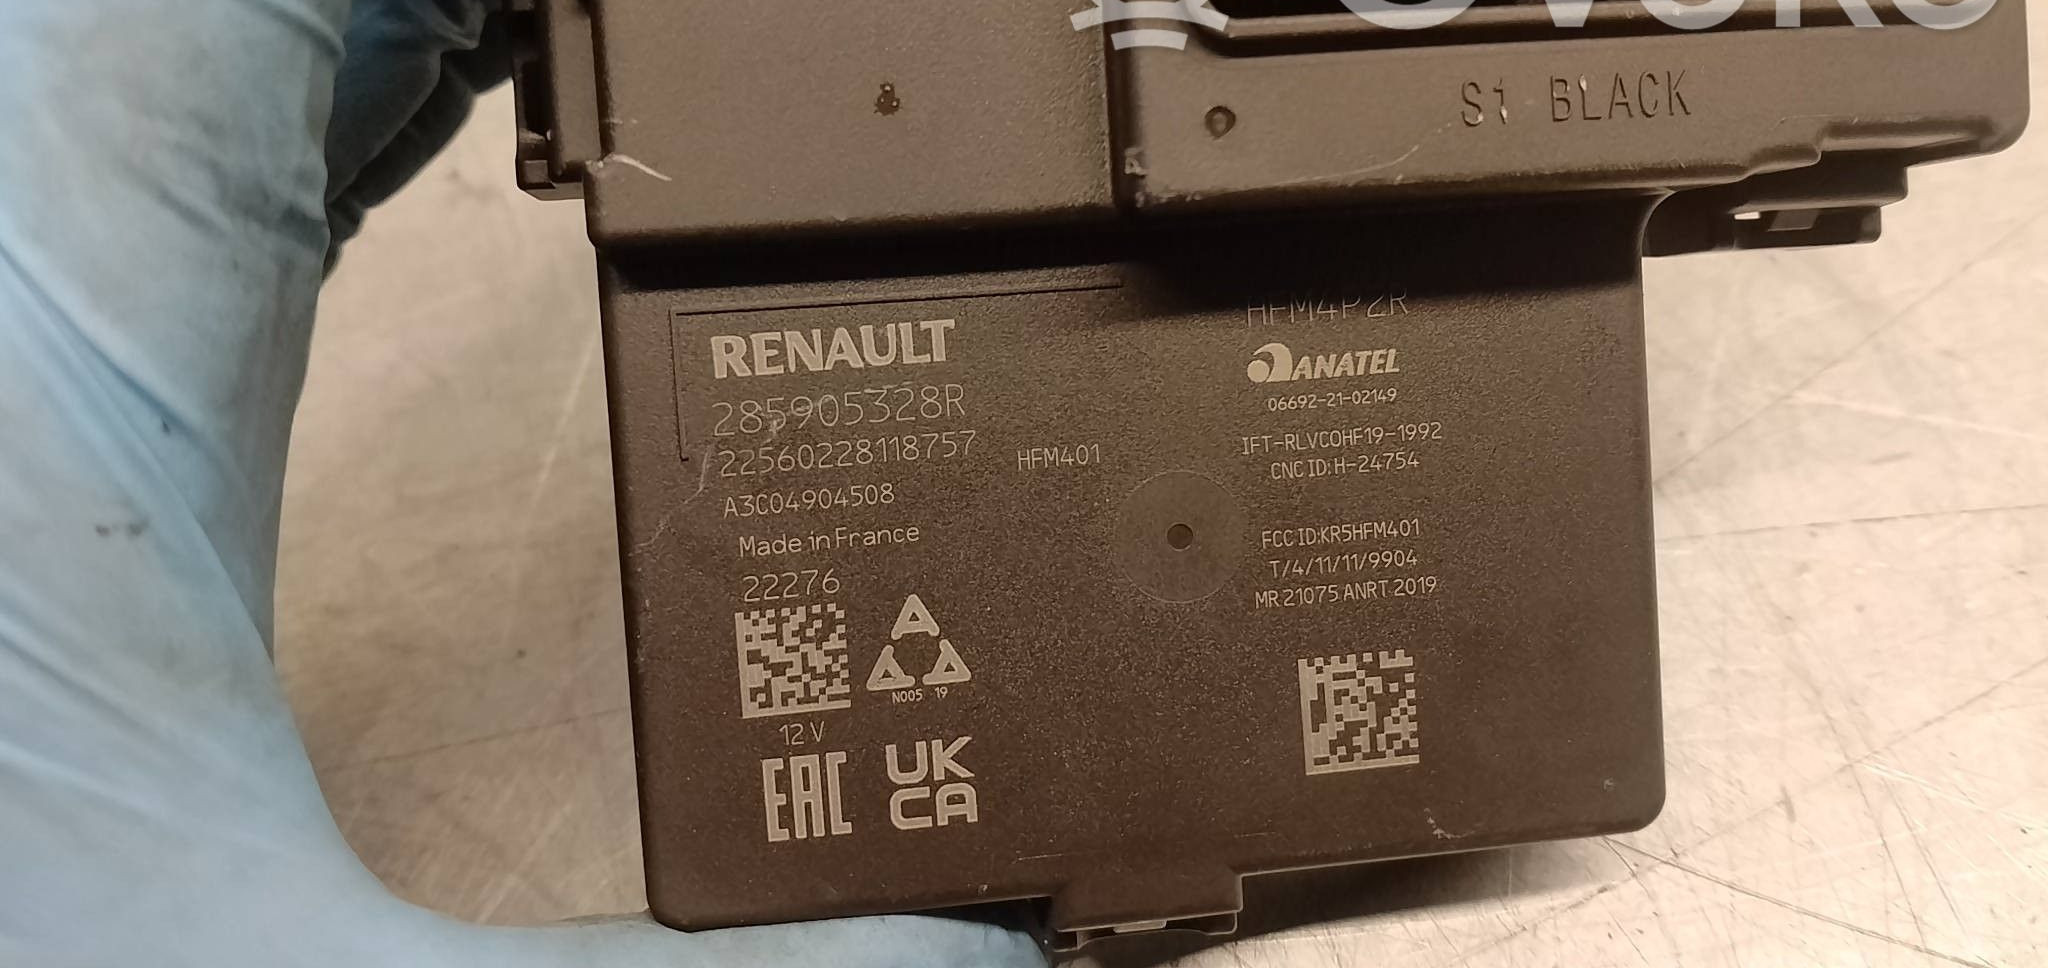 S1 BLACK
RENAULT
285905328R
22560228118757
HFM401
A3C04904508
Made in France
22276
N005 19
12V
EAC
UK
CA
HFM4P2R
ANATEL
06692-21-02149
IFT-RLVCOHF19-1992
CNC ID:H-24754
FCC ID:KR5HFM401
T/4/11/11/9904
MR 21075 ANRT 2019